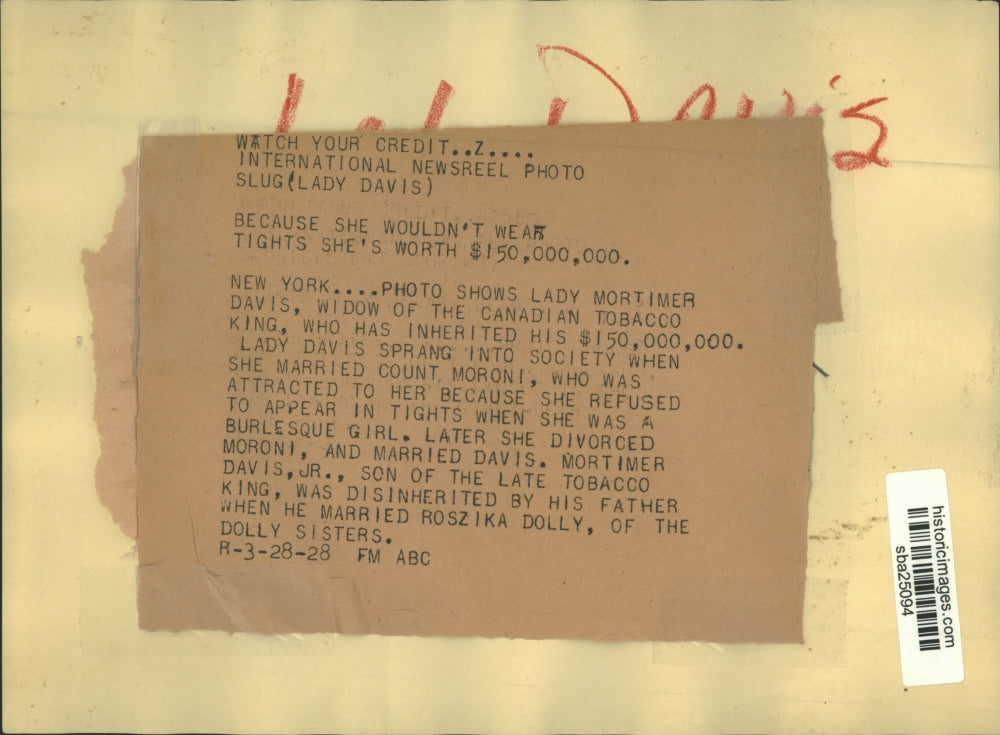 Lady Davis
2
WATCH YOUR CREDIT..Z....
INTERNATIONAL NEWSREEL PHOTO
SLUG(LADY DAVIS)
BECAUSE SHE WOULDN'T WEAR
TIGHTS SHE'S WORTH $150,000,000.
NEW YORK....PHOTO SHOWS LADY MORTIMER
DAVIS, WIDOW OF THE CANADIAN TOBACCO
KING, WHO HAS INHERITED HIS $150,000,000.
LADY DAVIS SPRANG INTO SOCIETY WHEN
SHE MARRIED COUNT MORONI, WHO WAS
ATTRACTED TO HER BECAUSE SHE REFUSED
TO APPEAR IN TIGHTS WHEN SHE WAS A
BURLESQUE GIRL. LATER SHE DIVORCED
MORONI, AND MARRIED DAVIS. MORTIMER
DAVIS,JR., SON OF THE LATE TOBACCO
KING, WAS DISINHERITED BY HIS FATHER
WHEN HE MARRIED ROSZIKA DOLLY, OF THE
DOLLY SISTERS.
R-3-28-28 FM ABC
historicimages.com
sba25094